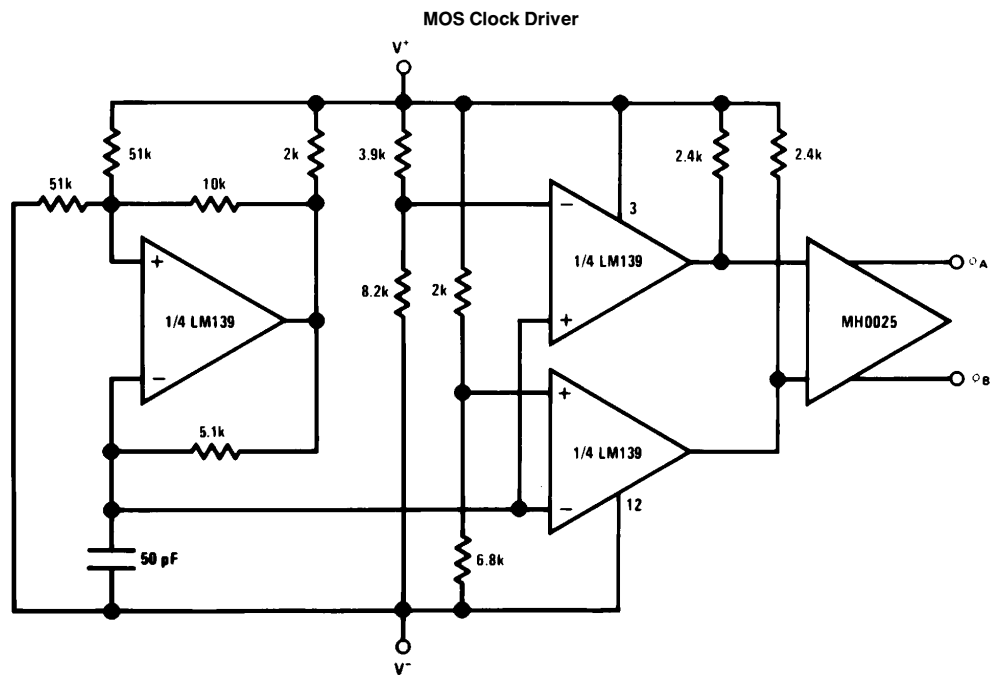 MOS Clock Driver
V+
51k
2k
3.9k
2.4k
2.4k
51k
10k
−
3
+
1/4 LM139
8.2k
2k
1/4 LM139
+
MH0025
ΦA
ΦB
−
5.1k
+
1/4 LM139
−
12
50 pF
6.8k
V−